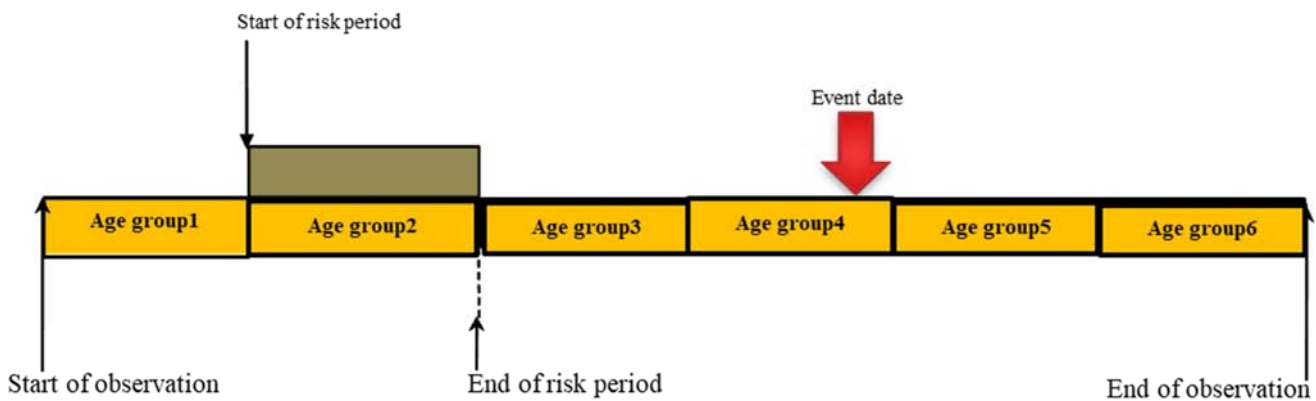 Start of risk period
Event date
Age group1
Age group2
Age group3
Age group4
Age group5
Age group6
Start of observation
End of risk period
End of observation